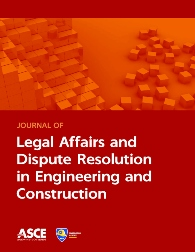 JOURNAL OF
Legal Affairs and
Dispute Resolution
in Engineering and
Construction
ASCE